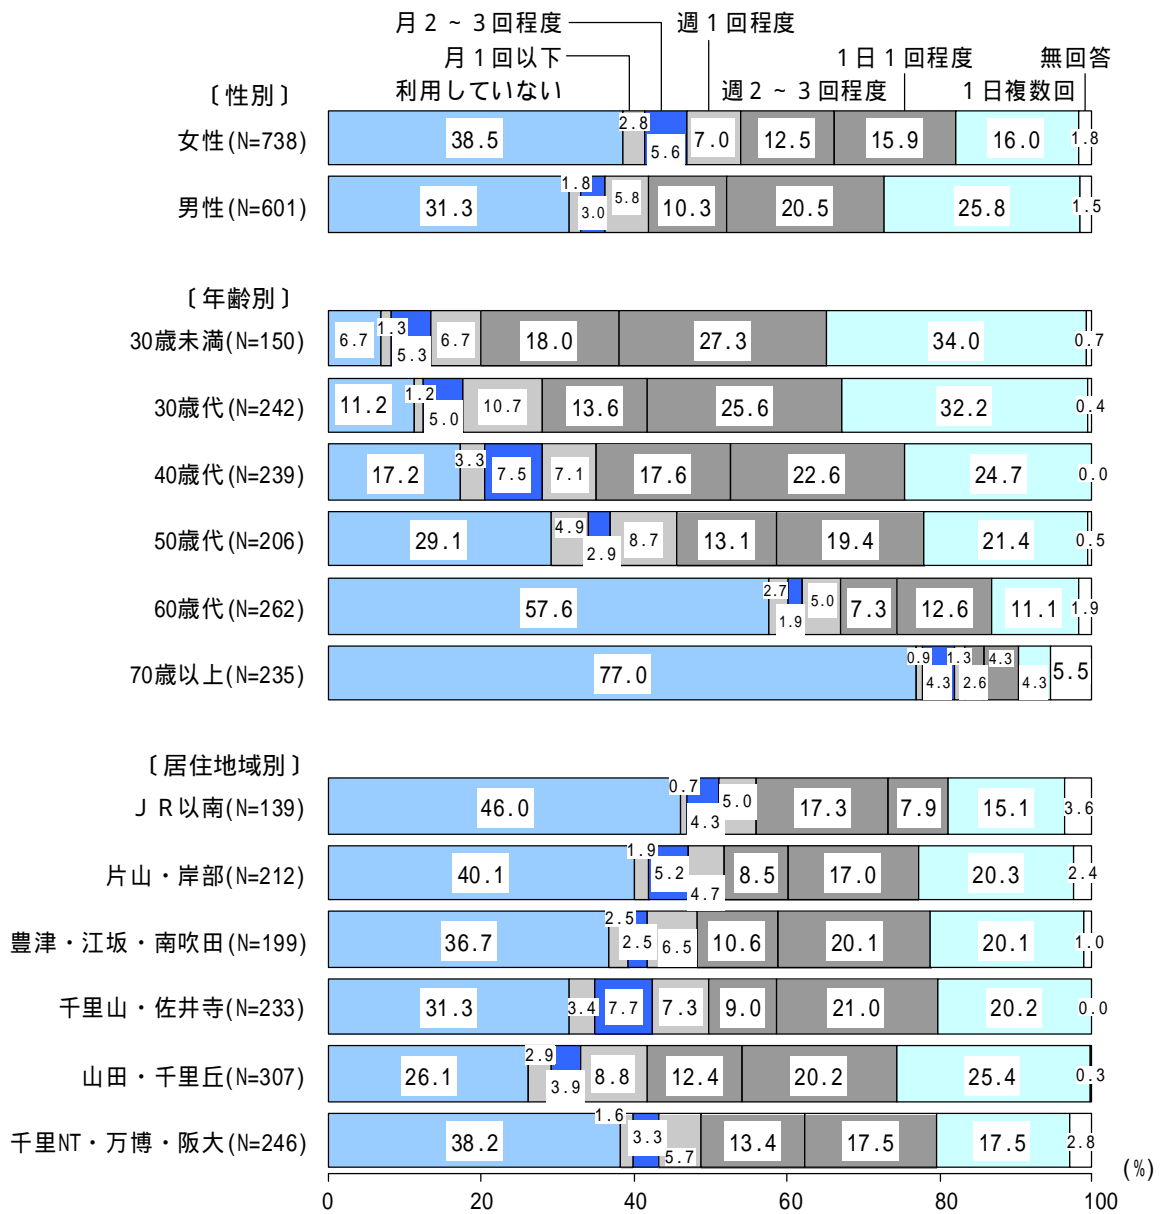 月２～３回程度 週１回程度
月１回以下 １日１回程度 無回答
〔性別〕 利用していない 週２～３回程度 １日複数回
女性(N=738) 38.5 2.8 5.6 7.0 12.5 15.9 16.0 1.8
男性(N=601) 31.3 1.8 3.0 5.8 10.3 20.5 25.8 1.5
〔年齢別〕
30歳未満(N=150) 6.7 1.3 5.3 6.7 18.0 27.3 34.0 0.7
30歳代(N=242) 11.2 1.2 5.0 10.7 13.6 25.6 32.2 0.4
40歳代(N=239) 17.2 3.3 7.5 7.1 17.6 22.6 24.7 0.0
50歳代(N=206) 29.1 4.9 2.9 8.7 13.1 19.4 21.4 0.5
60歳代(N=262) 57.6 2.7 1.9 5.0 7.3 12.6 11.1 1.9
70歳以上(N=235) 77.0 0.9 4.3 1.3 2.6 4.3 4.3 5.5
〔居住地域別〕
ＪＲ以南(N=139) 46.0 0.7 4.3 5.0 17.3 7.9 15.1 3.6
片山・岸部(N=212) 40.1 1.9 5.2 4.7 8.5 17.0 20.3 2.4
豊津・江坂・南吹田(N=199) 36.7 2.5 2.5 6.5 10.6 20.1 20.1 1.0
千里山・佐井寺(N=233) 31.3 3.4 7.7 7.3 9.0 21.0 20.2 0.0
山田・千里丘(N=307) 26.1 2.9 3.9 8.8 12.4 20.2 25.4 0.3
千里NT・万博・阪大(N=246) 38.2 1.6 3.3 5.7 13.4 17.5 17.5 2.8
(%)
0 20 40 60 80 100